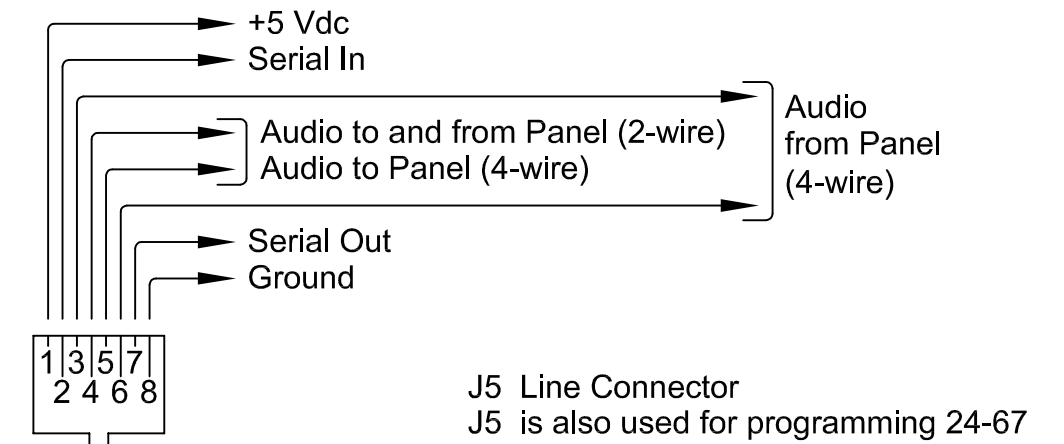 +5 Vdc
Serial In
Audio to and from Panel (2-wire)
Audio to Panel (4-wire)
Audio
from Panel
(4-wire)
Serial Out
Ground
1 3 5 7
2 4 6 8
J5 Line Connector
J5 is also used for programming 24-67